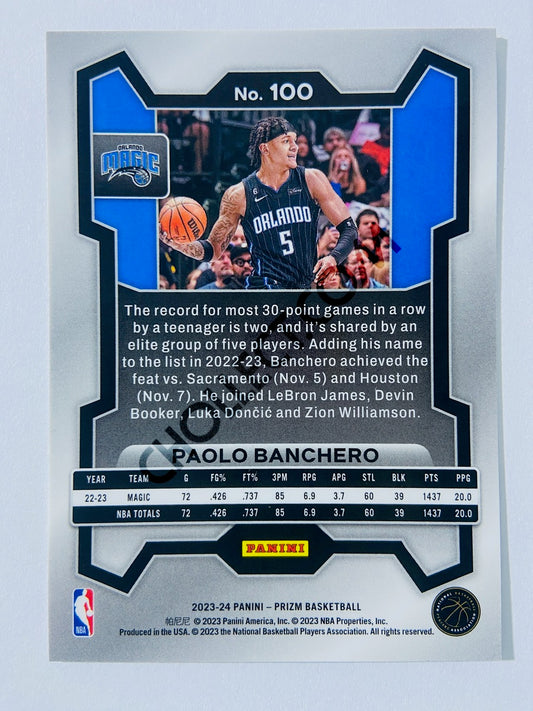 No. 100
ORLANDO
MAGIC
6
ORLANDO
5
The record for most 30-point games in a row
by a teenager is two, and it's shared by an
elite group of five players. Adding his name
to the list in 2022-23, Banchero achieved the
feat vs. Sacramento (Nov. 5) and Houston
(Nov. 7). He joined LeBron James, Devin
Booker, Luka Dončić and Zion Williamson.
PAOLO BANCHERO
YEAR TEAM G FG% FT% 3PM RPG APG STL BLK PTS PPG
22-23 MAGIC 72 .426 .737 85 6.9 3.7 60 39 1437 20.0
NBA TOTALS 72 .426 .737 85 6.9 3.7 60 39 1437 20.0
PANINI
2023-24 PANINI – PRIZM BASKETBALL
帕尼尼 © 2023 Panini America, Inc. © 2023 NBA Properties, Inc.
Produced in the USA. © 2023 the National Basketball Players Association. All rights reserved.
NBA